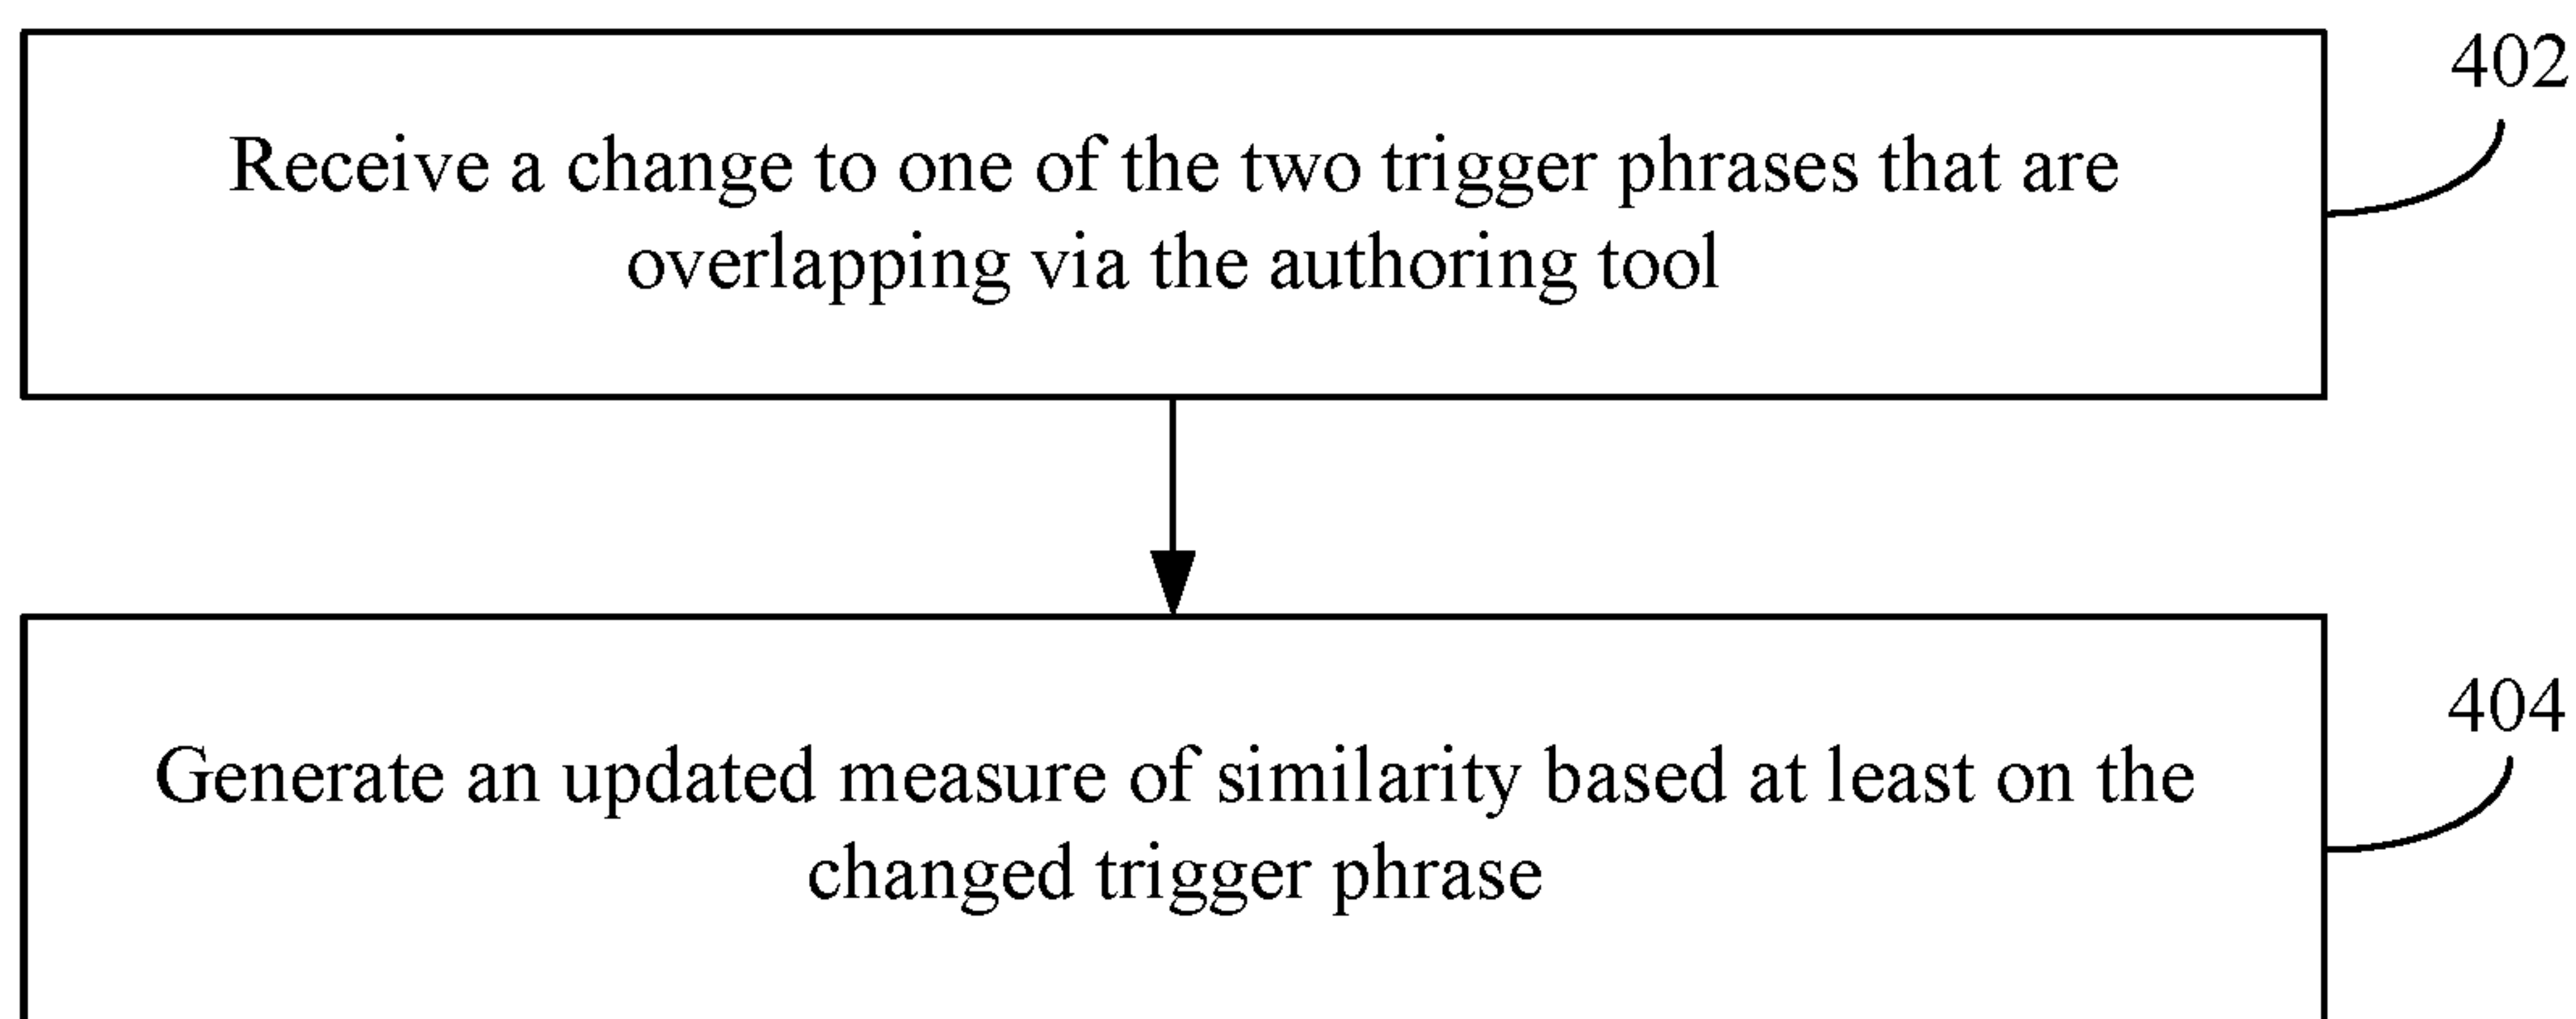 402
Receive a change to one of the two trigger phrases that are
overlapping via the authoring tool
404
Generate an updated measure of similarity based at least on the
changed trigger phrase